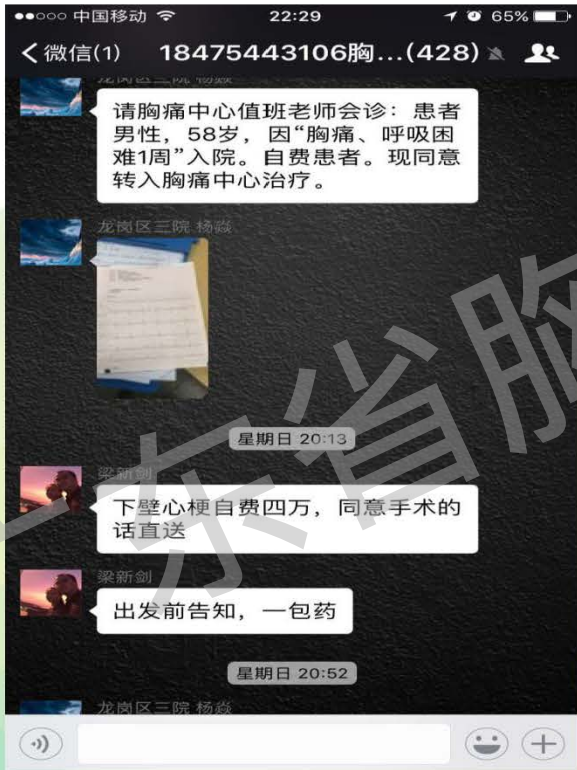 中国移动 22:29 65%
微信(1) 18475443106胸...(428)
龙岗区三院 杨焱
请胸痛中心值班老师会诊：患者
男性，58岁，因“胸痛、呼吸困
难1周”入院。自费患者。现同意
转入胸痛中心治疗。
龙岗区三院 杨焱
星期日 20:13
梁新剑
下壁心梗自费四万，同意手术的
话直送
梁新剑
出发前告知，一包药
星期日 20:52
龙岗区三院 杨焱
广东省胸